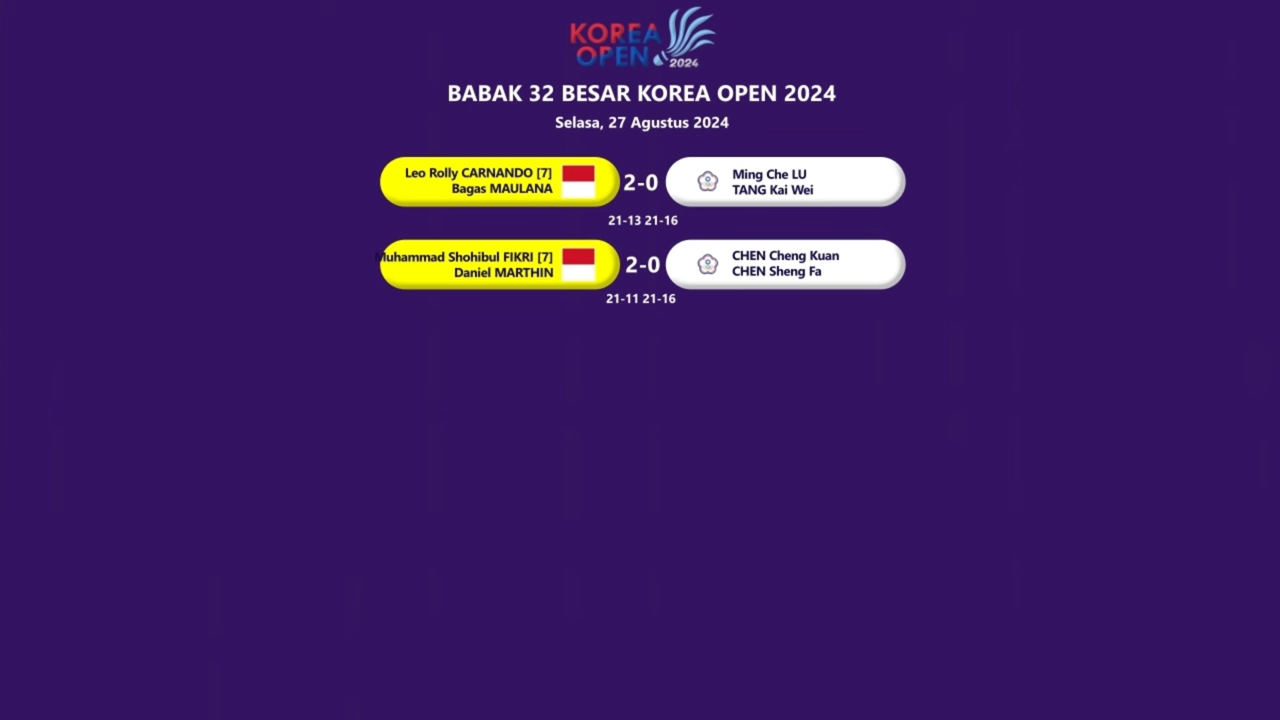 KOREA
OPEN
2024
BABAK 32 BESAR KOREA OPEN 2024
Selasa, 27 Agustus 2024
Leo Rolly CARNANDO [7]
Bagas MAULANA
2-0
Ming Che LU
TANG Kai Wei
21-13 21-16
Muhammad Shohibul FIKRI [7]
Daniel MARTHIN
2-0
CHEN Cheng Kuan
CHEN Sheng Fa
21-11 21-16